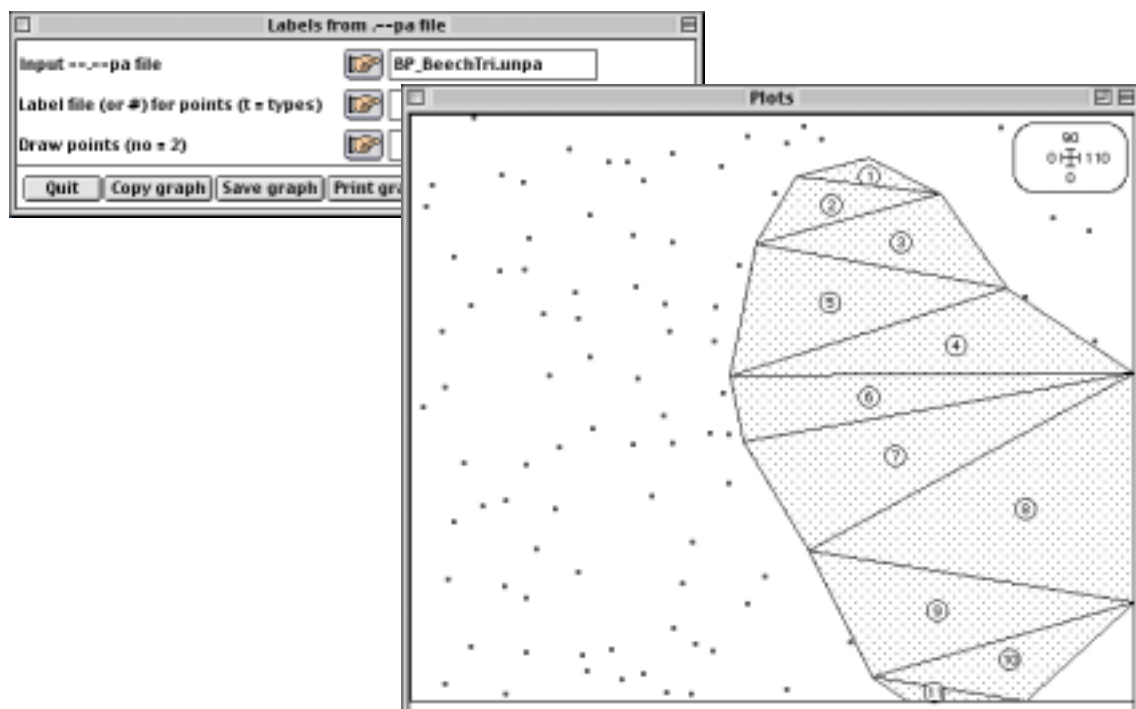 Labels from .--pa file
Input --.--pa file
BP_BeechTri.unpa
Label file (or #) for points (t = types)
Draw points (no = 2)
Quit Copy graph Save graph Print gra
Plots
90
0 110
0
1
2
3
5
4
6
7
8
9
10
11